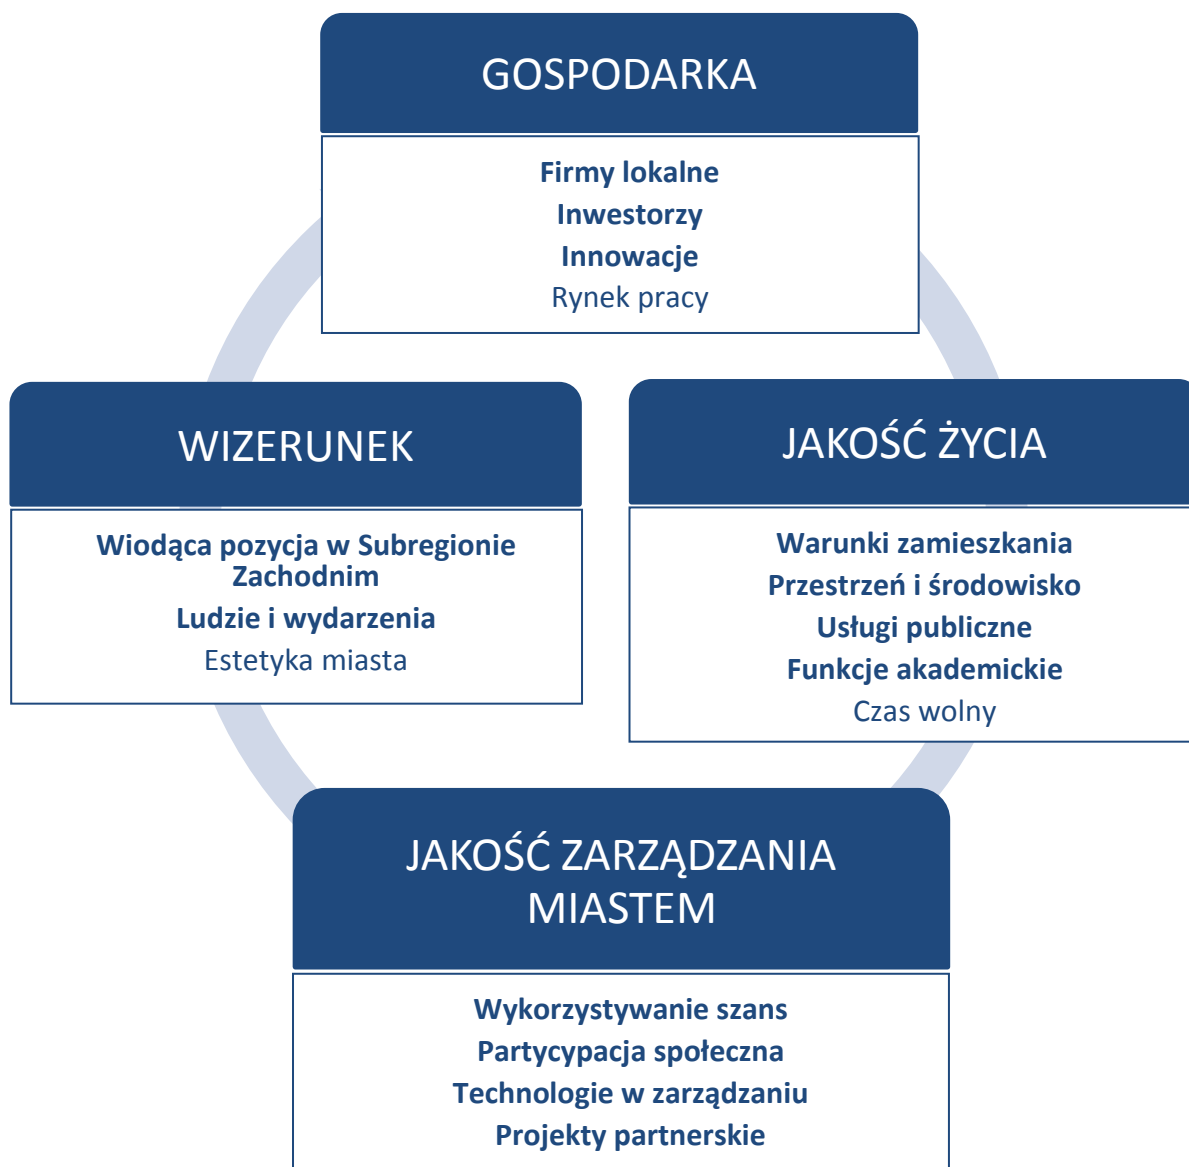 GOSPODARKA
Firmy lokalne
Inwestorzy
Innowacje
Rynek pracy
WIZERUNEK
Wiodąca pozycja w Subregionie
Zachodnim
Ludzie i wydarzenia
Estetyka miasta
JAKOŚĆ ŻYCIA
Warunki zamieszkania
Przestrzeń i środowisko
Usługi publiczne
Funkcje akademickie
Czas wolny
JAKOŚĆ ZARZĄDZANIA
MIASTEM
Wykorzystywanie szans
Partycypacja społeczna
Technologie w zarządzaniu
Projekty partnerskie